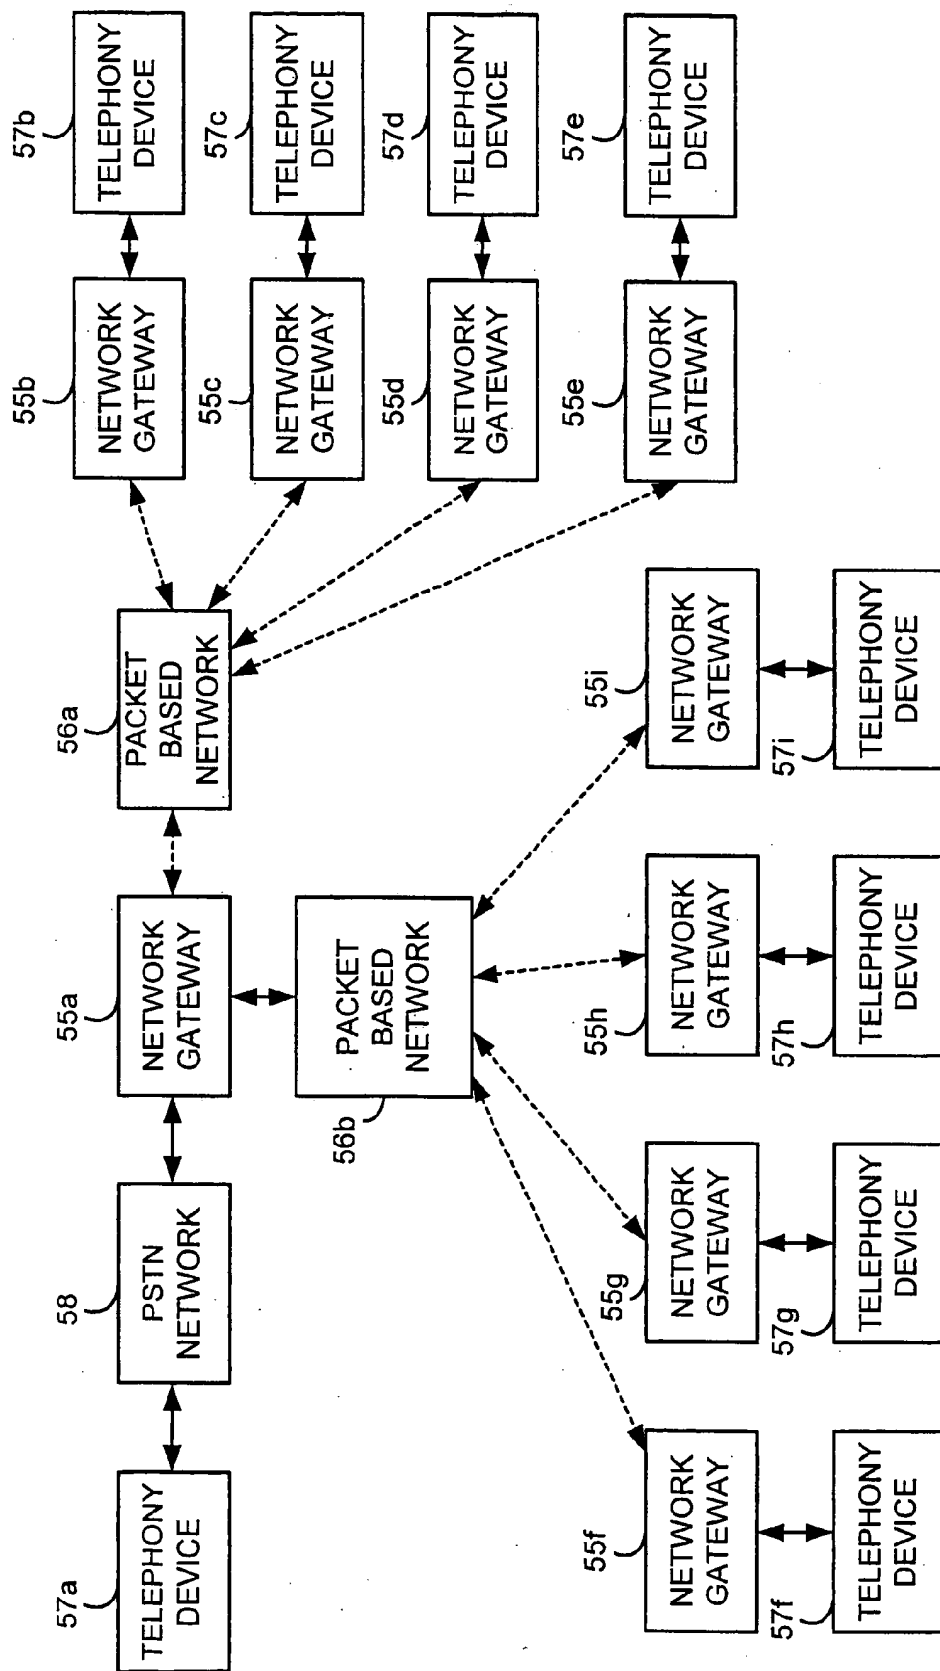 57a
TELEPHONY
DEVICE
58
PSTN
NETWORK
55a
NETWORK
GATEWAY
56a
PACKET
BASED
NETWORK
55b
NETWORK
GATEWAY
57b
TELEPHONY
DEVICE
55c
NETWORK
GATEWAY
57c
TELEPHONY
DEVICE
55d
NETWORK
GATEWAY
57d
TELEPHONY
DEVICE
55e
NETWORK
GATEWAY
57e
TELEPHONY
DEVICE
56b
PACKET
BASED
NETWORK
55f
NETWORK
GATEWAY
55g
NETWORK
GATEWAY
55h
NETWORK
GATEWAY
55i
NETWORK
GATEWAY
57f
TELEPHONY
DEVICE
57g
TELEPHONY
DEVICE
57h
TELEPHONY
DEVICE
57i
TELEPHONY
DEVICE